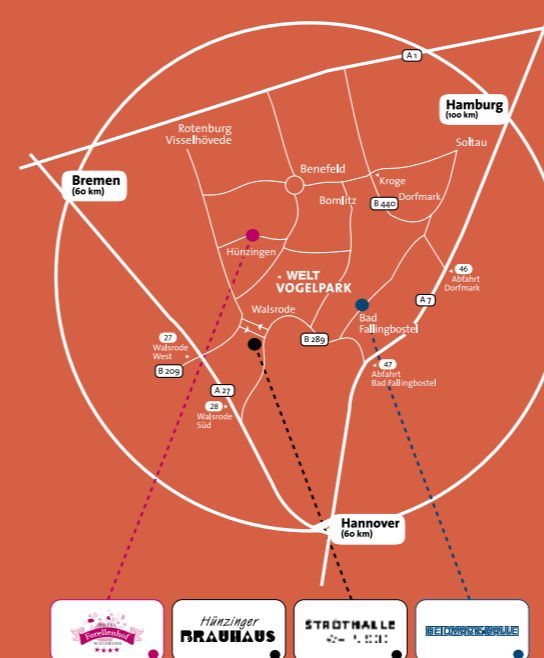 A 1
Hamburg
(100 km)
Rotenburg
Visselhövede
Soltau
Benefeld
Kroge
Bremen
(60 km)
Bomlitz
B 440
Dorfmark
Hünzingen
WELT
VOGELPARK
46
Abfahrt
Dorfmark
A 7
Walsrode
Bad
Fallingbostel
27
Walsrode
West
B 289
B 209
47
Abfahrt
Bad Fallingbostel
A 27
28
Walsrode
Süd
Hannover
(60 km)
Forellenhof
Hünzinger
BRAUHAUS
STADTHALLE
HEIDMARKHALLE